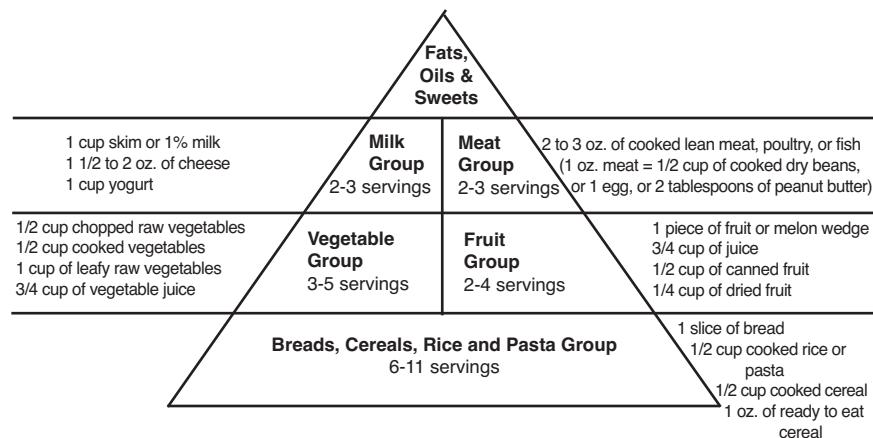 Fats,
Oils &
Sweets
1 cup skim or 1% milk
1 1/2 to 2 oz. of cheese
1 cup yogurt
Milk
Group
2-3 servings
Meat
Group
2-3 servings
2 to 3 oz. of cooked lean meat, poultry, or fish
(1 oz. meat = 1/2 cup of cooked dry beans,
or 1 egg, or 2 tablespoons of peanut butter)
1/2 cup chopped raw vegetables
1/2 cup cooked vegetables
1 cup of leafy raw vegetables
3/4 cup of vegetable juice
Vegetable
Group
3-5 servings
Fruit
Group
2-4 servings
1 piece of fruit or melon wedge
3/4 cup of juice
1/2 cup of canned fruit
1/4 cup of dried fruit
Breads, Cereals, Rice and Pasta Group
6-11 servings
1 slice of bread
1/2 cup cooked rice or
pasta
1/2 cup cooked cereal
1 oz. of ready to eat
cereal